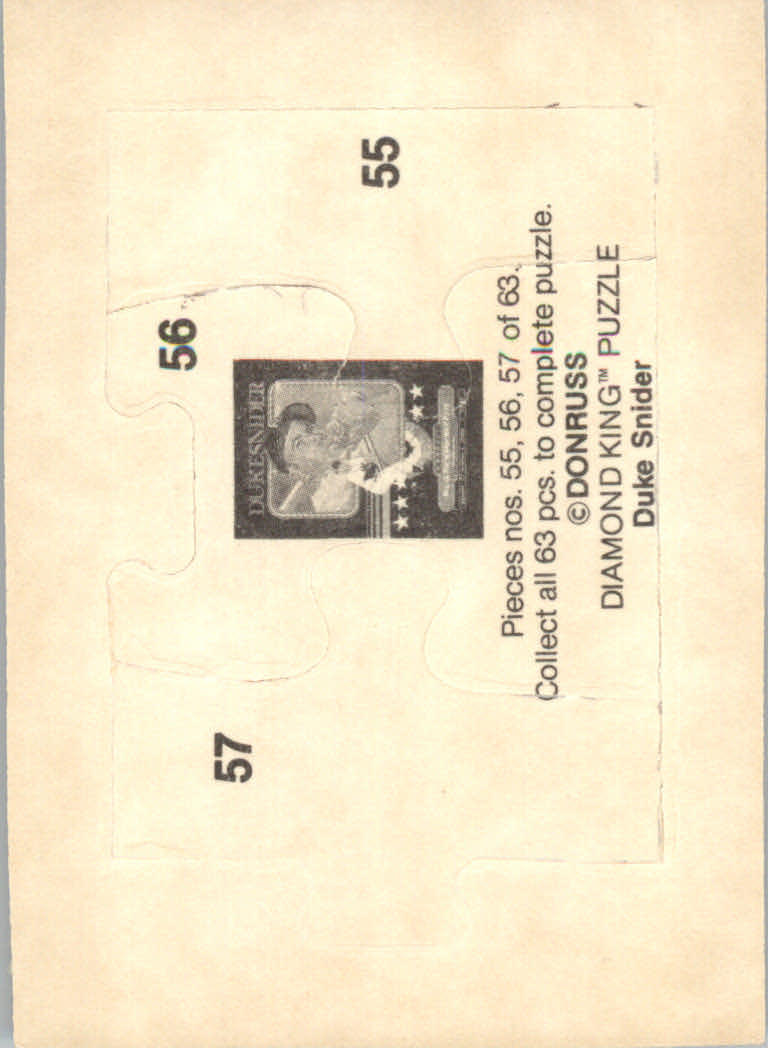 55
56
57
DUKE SNIDER
Pieces nos. 55, 56, 57 of 63.
Collect all 63 pcs. to complete puzzle.
©DONRUSS
DIAMOND KING™ PUZZLE
Duke Snider